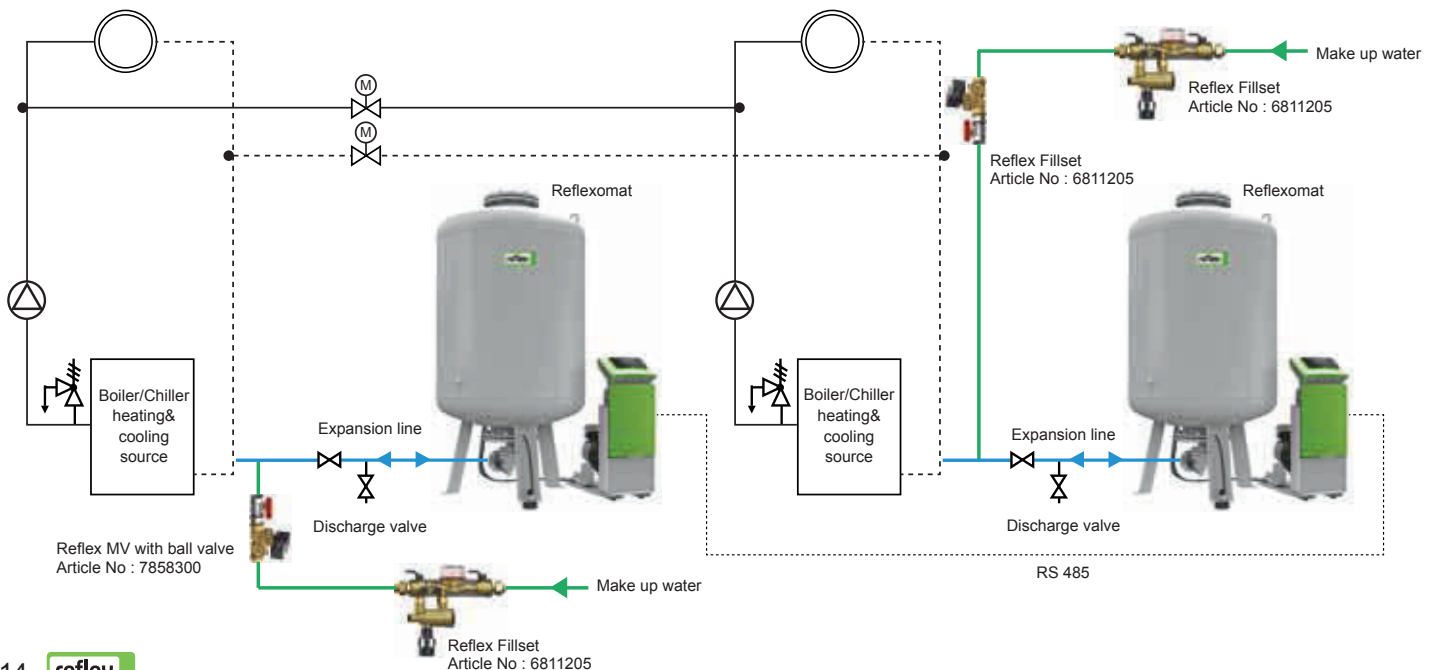 Make up water
Reflex Fillset
Article No : 6811205
M
M
Reflex Fillset
Article No : 6811205
Reflexomat
Reflexomat
reflex
reflex
Boiler/Chiller
heating&
cooling
source
Boiler/Chiller
heating&
cooling
source
Expansion line
Expansion line
Discharge valve
Discharge valve
Reflex MV with ball valve
Article No : 7858300
RS 485
Make up water
Reflex Fillset
Article No : 6811205
14
reflex